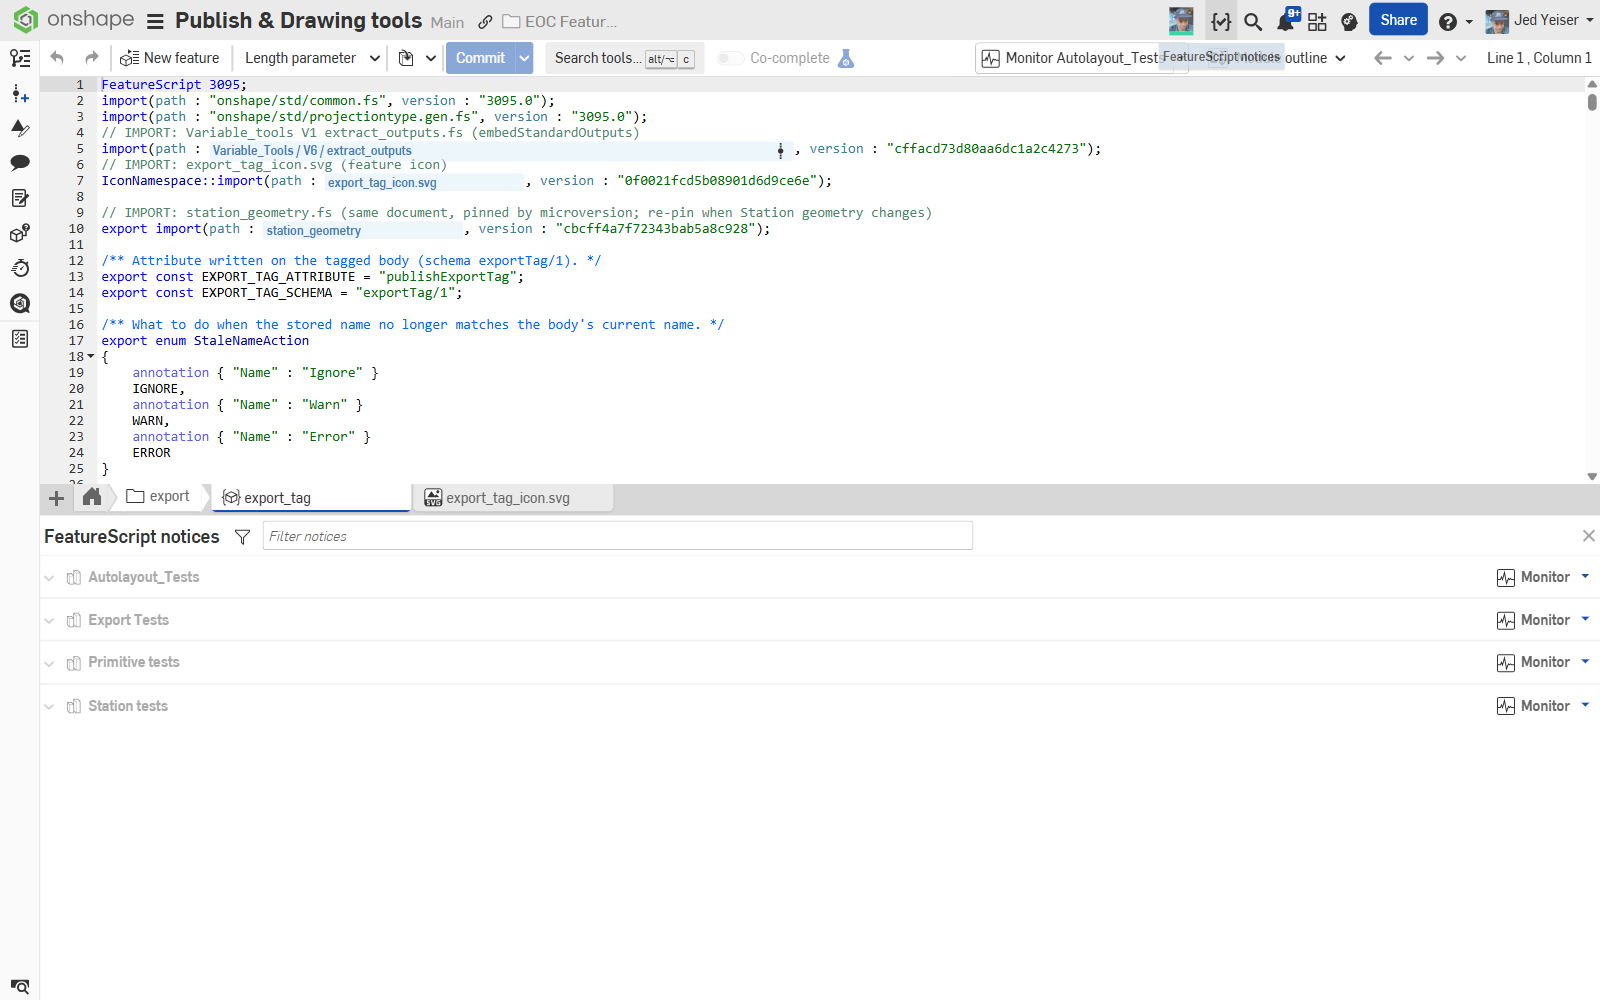 onshape Publish & Drawing tools Main EOC Featur... 9+ Share Jed Yeiser
New feature Length parameter Commit Search tools... alt/⌥ c Co-complete Monitor Autolayout_Test FeatureScript notices outline Line 1 , Column 1
1 FeatureScript 3095;
2 import(path : "onshape/std/common.fs", version : "3095.0");
3 import(path : "onshape/std/projectiontype.gen.fs", version : "3095.0");
4 // IMPORT: Variable_tools V1 extract_outputs.fs (embedStandardOutputs)
5 import(path : Variable_Tools / V6 / extract_outputs , version : "cffacd73d80aa6dc1a2c4273");
6 // IMPORT: export_tag_icon.svg (feature icon)
7 IconNamespace::import(path : export_tag_icon.svg , version : "0f0021fcd5b08901d6d9ce6e");
8
9 // IMPORT: station_geometry.fs (same document, pinned by microversion; re-pin when Station geometry changes)
10 export import(path : station_geometry , version : "cbcff4a7f72343bab5a8c928");
11
12 /** Attribute written on the tagged body (schema exportTag/1). */
13 export const EXPORT_TAG_ATTRIBUTE = "publishExportTag";
14 export const EXPORT_TAG_SCHEMA = "exportTag/1";
15
16 /** What to do when the stored name no longer matches the body's current name. */
17 export enum StaleNameAction
18 {
19 annotation { "Name" : "Ignore" }
20 IGNORE,
21 annotation { "Name" : "Warn" }
22 WARN,
23 annotation { "Name" : "Error" }
24 ERROR
25 }
export export_tag SVG export_tag_icon.svg
FeatureScript notices Filter notices
Autolayout_Tests Monitor
Export Tests Monitor
Primitive tests Monitor
Station tests Monitor